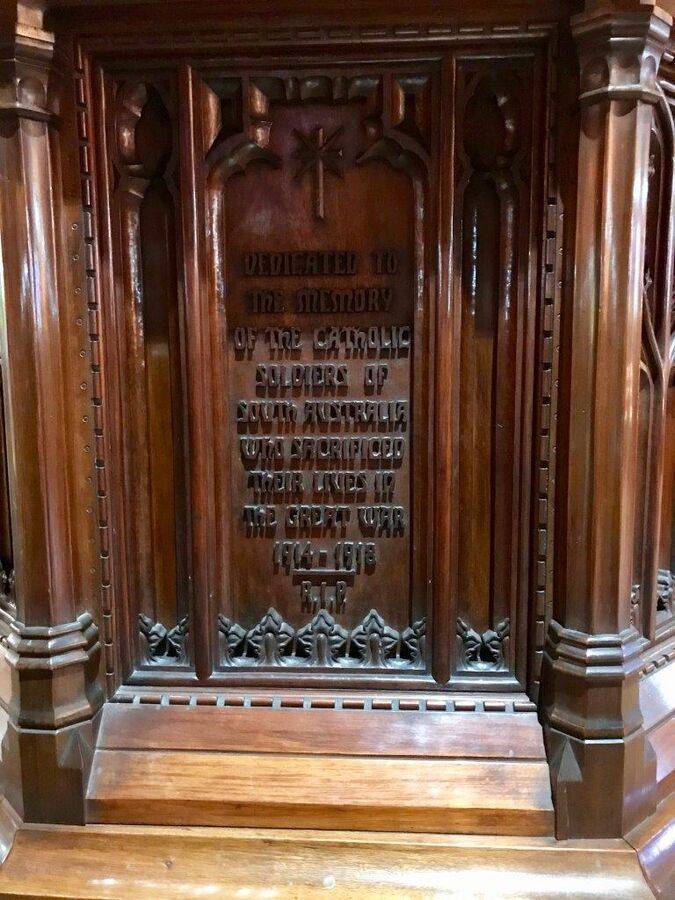 DEDICATED TO
THE MEMORY
OF THE CATHOLIC
SOLDIERS OF
SOUTH AUSTRALIA
WHO SACRIFICED
THEIR LIVES IN
THE GREAT WAR
1914 - 1918
R.I.P.